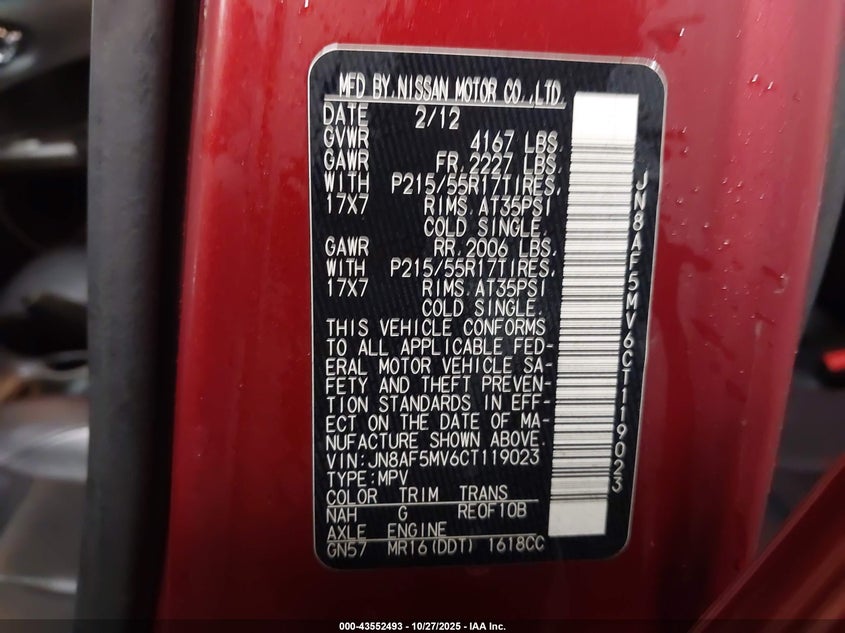 MFD BY NISSAN MOTOR CO.,LTD.
DATE 2/12
GVWR 4167 LBS.
GAWR FR. 2227 LBS.
WITH P215/55R17TIRES,
17X7 RIMS.AT35PSI
COLD SINGLE.
GAWR RR. 2006 LBS.
WITH P215/55R17TIRES,
17X7 RIMS.AT35PSI
COLD SINGLE.
THIS VEHICLE CONFORMS
TO ALL APPLICABLE FED-
ERAL MOTOR VEHICLE SA-
FETY AND THEFT PREVEN-
TION STANDARDS IN EFF-
ECT ON THE DATE OF MA-
NUFACTURE SHOWN ABOVE.
VIN:JN8AF5MV6CT119023
TYPE:MPV
COLOR TRIM TRANS
NAH G RE0F10B
AXLE ENGINE
GN57 MR16(DDT) 1618CC
JN8AF5MV6CT119023
000-43552493 | 10/27/2025 - IAA Inc.